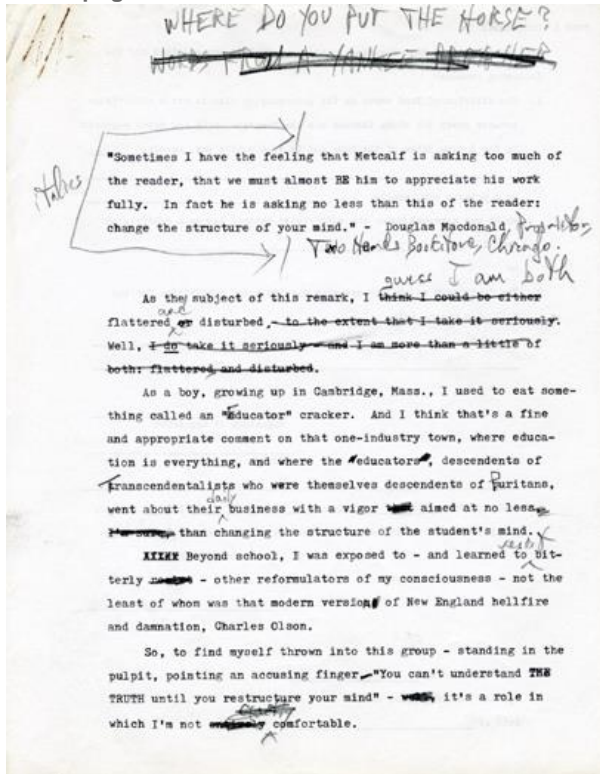 WHERE DO YOU PUT THE HORSE?
WORDS FROM A YANKEE
italics
"Sometimes I have the feeling that Metcalf is asking too much of
the reader, that we must almost BE him to appreciate his work
fully. In fact he is asking no less than this of the reader:
change the structure of your mind." - Douglas Macdonald, Proprietor,
Two Hands Bookstore, Chicago.
guess I am both
As the subject of this remark, I think I could be either
and
flattered or disturbed, - to the extent that I take it seriously.
Well, I do take it seriously - and I am more than a little of
both: flattered and disturbed.
As a boy, growing up in Cambridge, Mass., I used to eat some-
thing called an "Educator" cracker. And I think that's a fine
and appropriate comment on that one-industry town, where educa-
tion is everything, and where the "educators", descendents of
Transcendentalists who were themselves descendents of Puritans,
daily
went about their business with a vigor aimed at no less,
I'm sure, than changing the structure of the student's mind.
resist
Beyond school, I was exposed to - and learned to bit-
terly resist - other reformulators of my consciousness - not the
least of whom was that modern version of New England hellfire
and damnation, Charles Olson.
So, to find myself thrown into this group - standing in the
pulpit, pointing an accusing finger, "You can't understand THE
TRUTH until you restructure your mind" - well, it's a role in
which I'm not entirely comfortable.